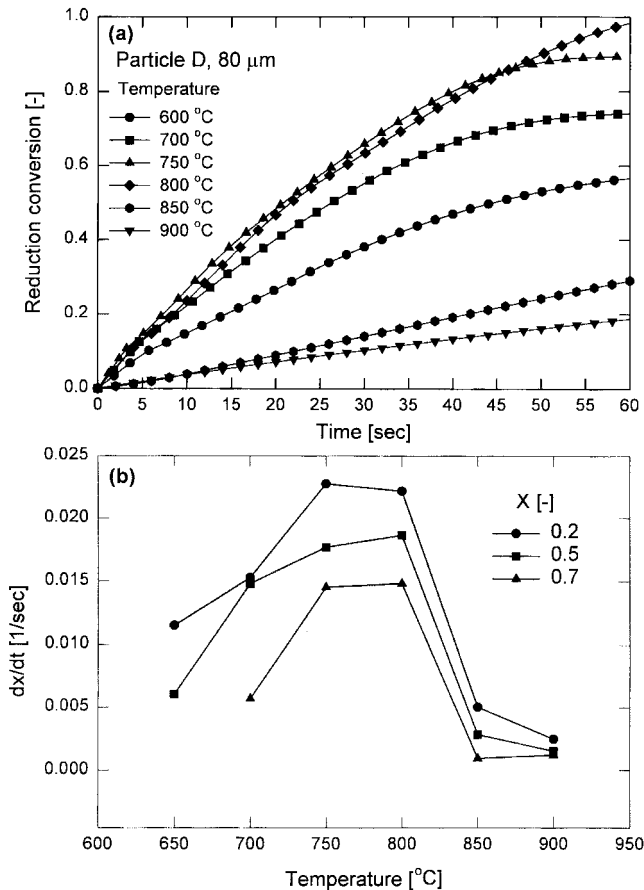 (a)
Particle D, 80 μm
Temperature
600 °C
700 °C
750 °C
800 °C
850 °C
900 °C
1.0
0.8
0.6
0.4
0.2
0.0
Reduction conversion [-]
0 5 10 15 20 25 30 35 40 45 50 55 60
Time [sec]
(b)
X [-]
0.2
0.5
0.7
0.025
0.020
0.015
0.010
0.005
0.000
dx/dt [1/sec]
600 650 700 750 800 850 900 950
Temperature [°C]